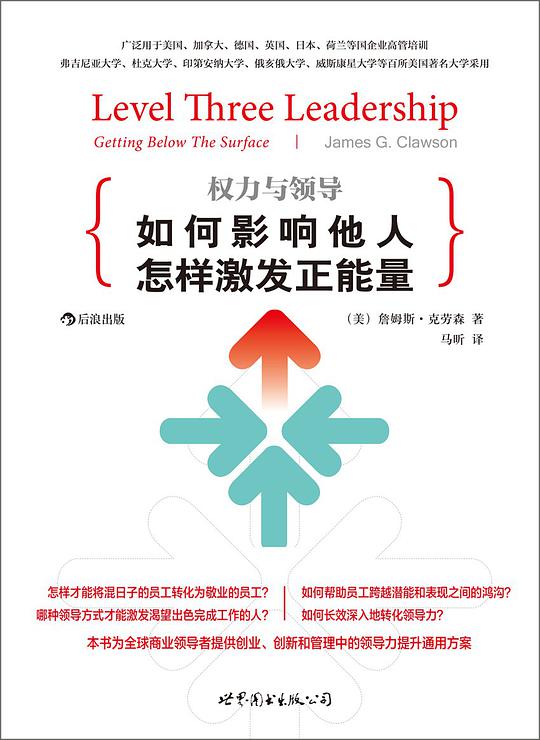 广泛用于美国、加拿大、德国、英国、日本、荷兰等国企业高管培训
弗吉尼亚大学、杜克大学、印第安纳大学、俄亥俄大学、威斯康星大学等百所美国著名大学采用
Level Three Leadership
Getting Below The Surface | James G. Clawson
权力与领导
如何影响他人
怎样激发正能量
后浪出版
（美）詹姆斯·克劳森 著
马昕 译
怎样才能将混日子的员工转化为敬业的员工？
哪种领导方式才能激发渴望出色完成工作的人？
如何帮助员工跨越潜能和表现之间的鸿沟？
如何长效深入地转化领导力？
本书为全球商业领导者提供创业、创新和管理中的领导力提升通用方案
世界图书出版公司